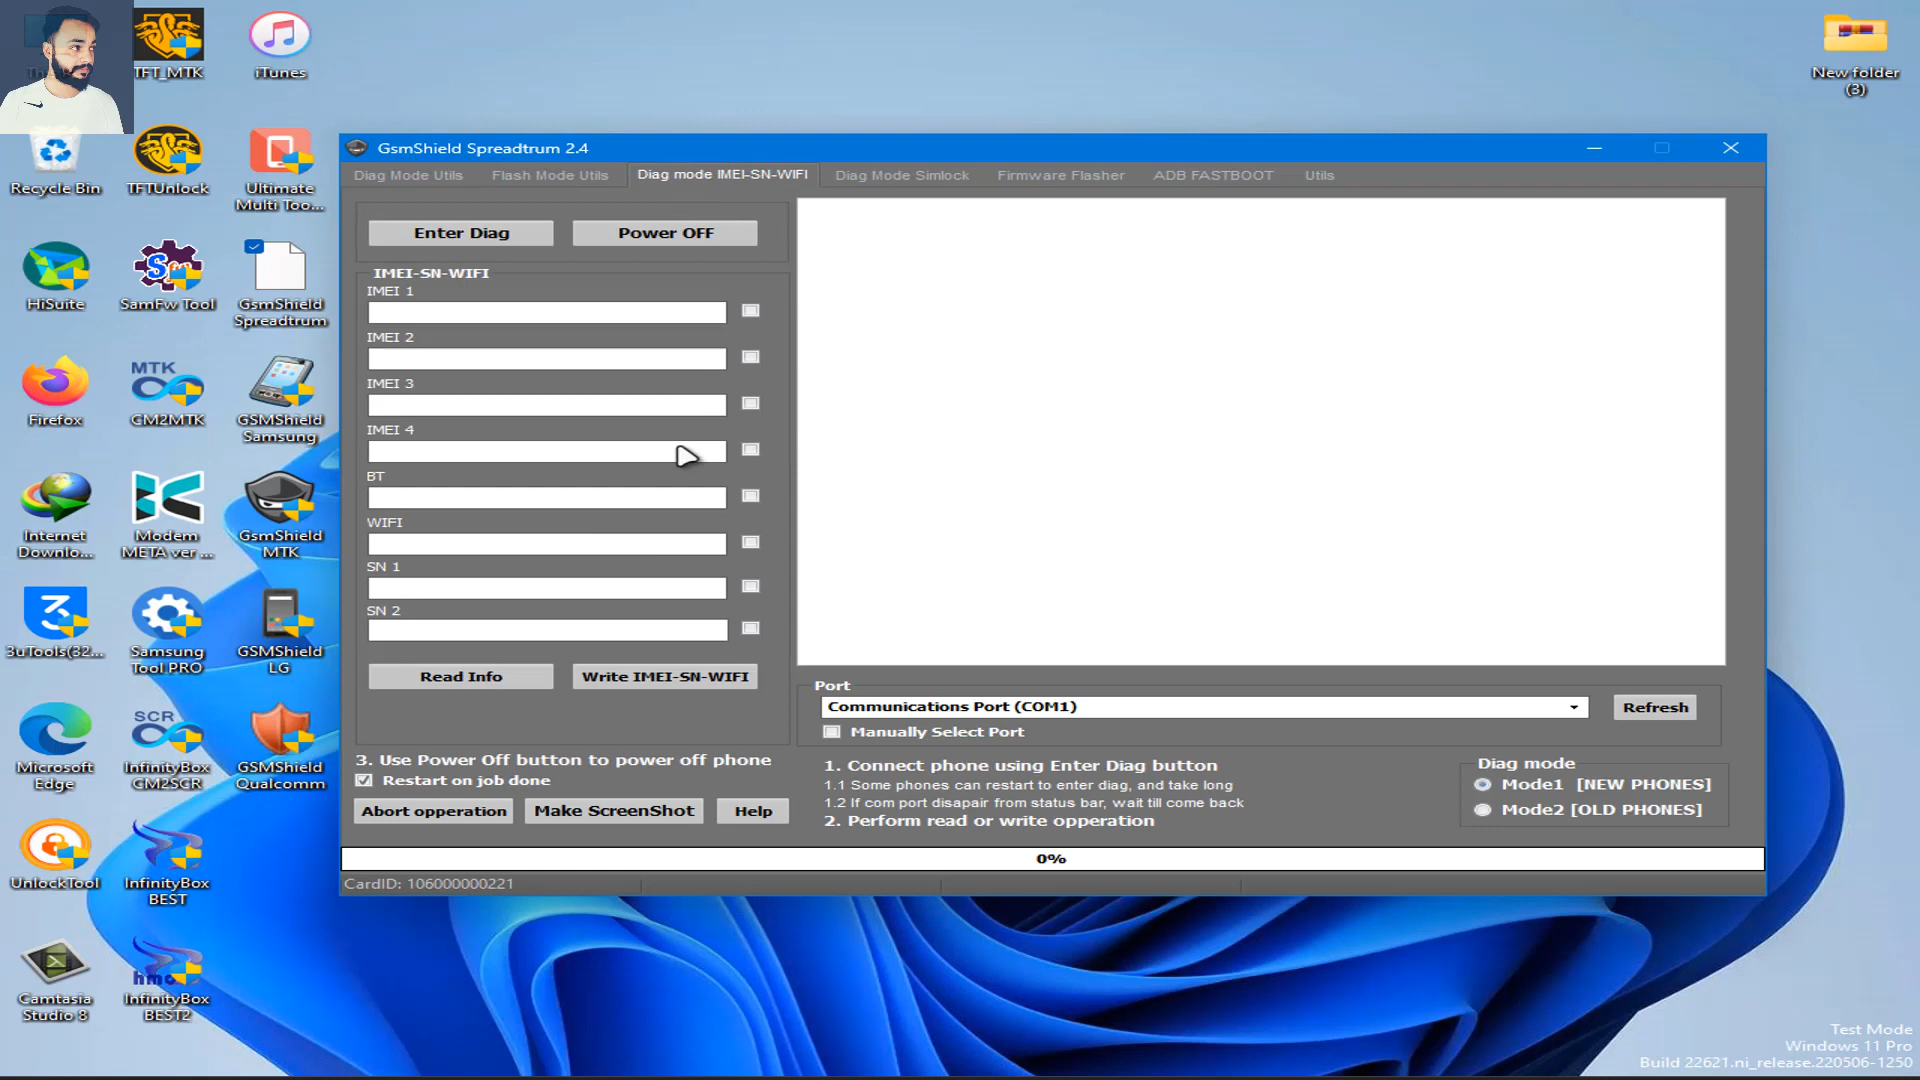 TFT_MTK
iTunes
New folder
(3)
Recycle Bin
TFTUnlock
Ultimate
Multi Too...
HiSuite
SamFw Tool
GsmShield
Spreadtrum
MTK
Firefox
CM2MTK
GSMShield
Samsung
Internet
Downlo...
Modem
META ver ...
GsmShield
MTK
3uTools(32...
Samsung
Tool PRO
GSMShield
LG
SCR
Microsoft
Edge
InfinityBox
CM2SCR
GSMShield
Qualcomm
UnlockTool
InfinityBox
BEST
Camtasia
Studio 8
InfinityBox
BEST2
GsmShield Spreadtrum 2.4
Diag Mode Utils
Flash Mode Utils
Diag mode IMEI-SN-WIFI
Diag Mode Simlock
Firmware Flasher
ADB FASTBOOT
Utils
Enter Diag
Power OFF
IMEI-SN-WIFI
IMEI 1
IMEI 2
IMEI 3
IMEI 4
BT
WIFI
SN 1
SN 2
Read Info
Write IMEI-SN-WIFI
Port
Communications Port (COM1)
Refresh
Manually Select Port
3. Use Power Off button to power off phone
Restart on job done
Abort opperation
Make ScreenShot
Help
1. Connect phone using Enter Diag button
1.1 Some phones can restart to enter diag, and take long
1.2 If com port disapair from status bar, wait till come back
2. Perform read or write opperation
Diag mode
Mode1 [NEW PHONES]
Mode2 [OLD PHONES]
0%
CardID: 106000000221
Test Mode
Windows 11 Pro
Build 22621.ni_release.220506-1250